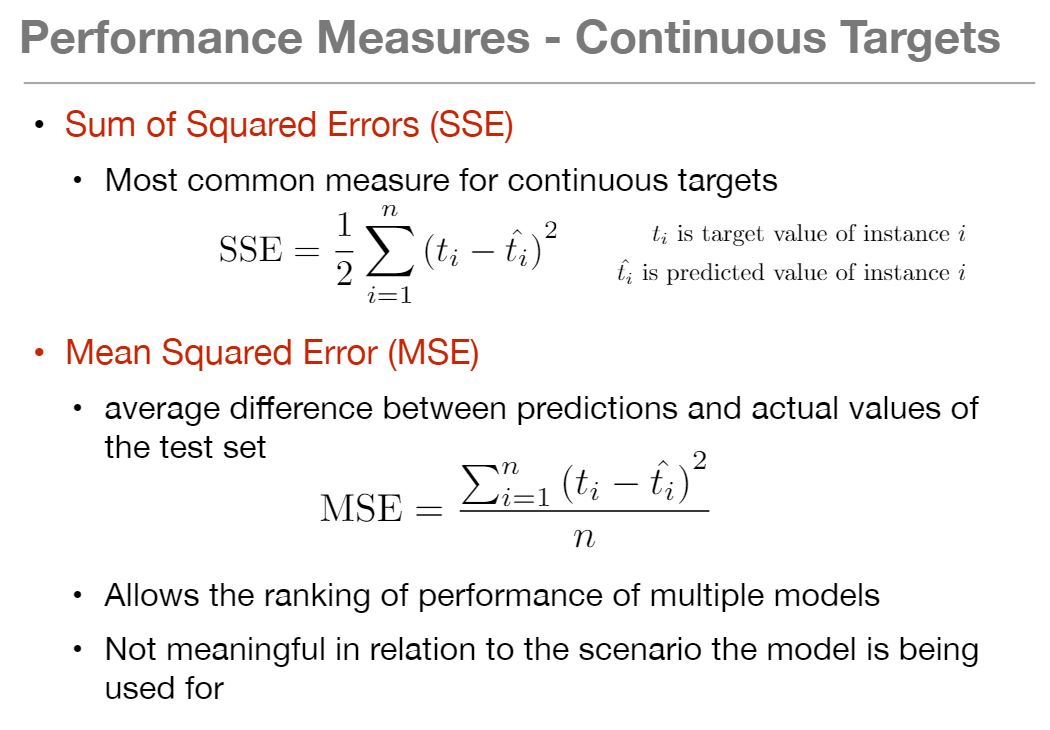 Performance Measures - Continuous Targets
• Sum of Squared Errors (SSE)
• Most common measure for continuous targets
SSE = \frac{1}{2} \sum_{i=1}^{n} (t_i - \hat{t_i})^2
t_i is target value of instance i
\hat{t}_i is predicted value of instance i
• Mean Squared Error (MSE)
• average difference between predictions and actual values of
the test set
MSE = \frac{\sum_{i=1}^{n} (t_i - \hat{t_i})^2}{n}
• Allows the ranking of performance of multiple models
• Not meaningful in relation to the scenario the model is being
used for